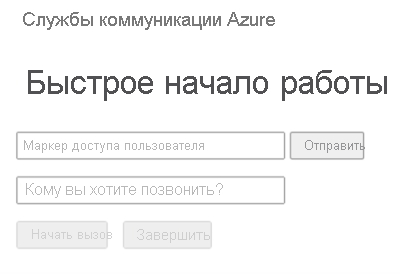 Службы коммуникации Azure
Быстрое начало работы
Маркер доступа пользователя Отправить
Кому вы хотите позвонить?
Начать вызов Завершить